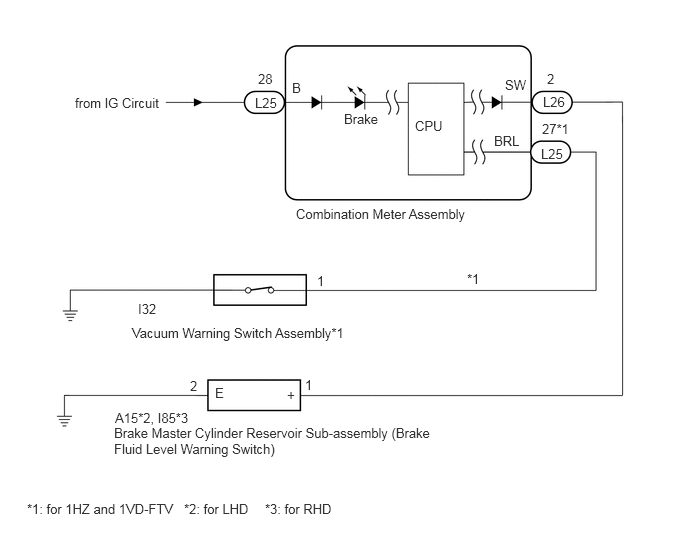 28
B
from IG Circuit
L25
Brake
CPU
SW
2
L26
27*1
BRL
L25
Combination Meter Assembly
1
*1
I32
Vacuum Warning Switch Assembly*1
2
E
+
1
A15*2, I85*3
Brake Master Cylinder Reservoir Sub-assembly (Brake
Fluid Level Warning Switch)
*1: for 1HZ and 1VD-FTV *2: for LHD *3: for RHD